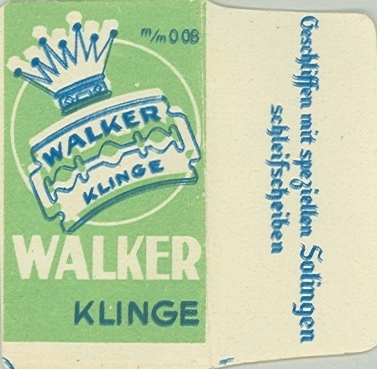 m/m 0.08
WALKER
KLINGE
WALKER
KLINGE
Geschliffen mit speziellen Solingen
schleifscheiben